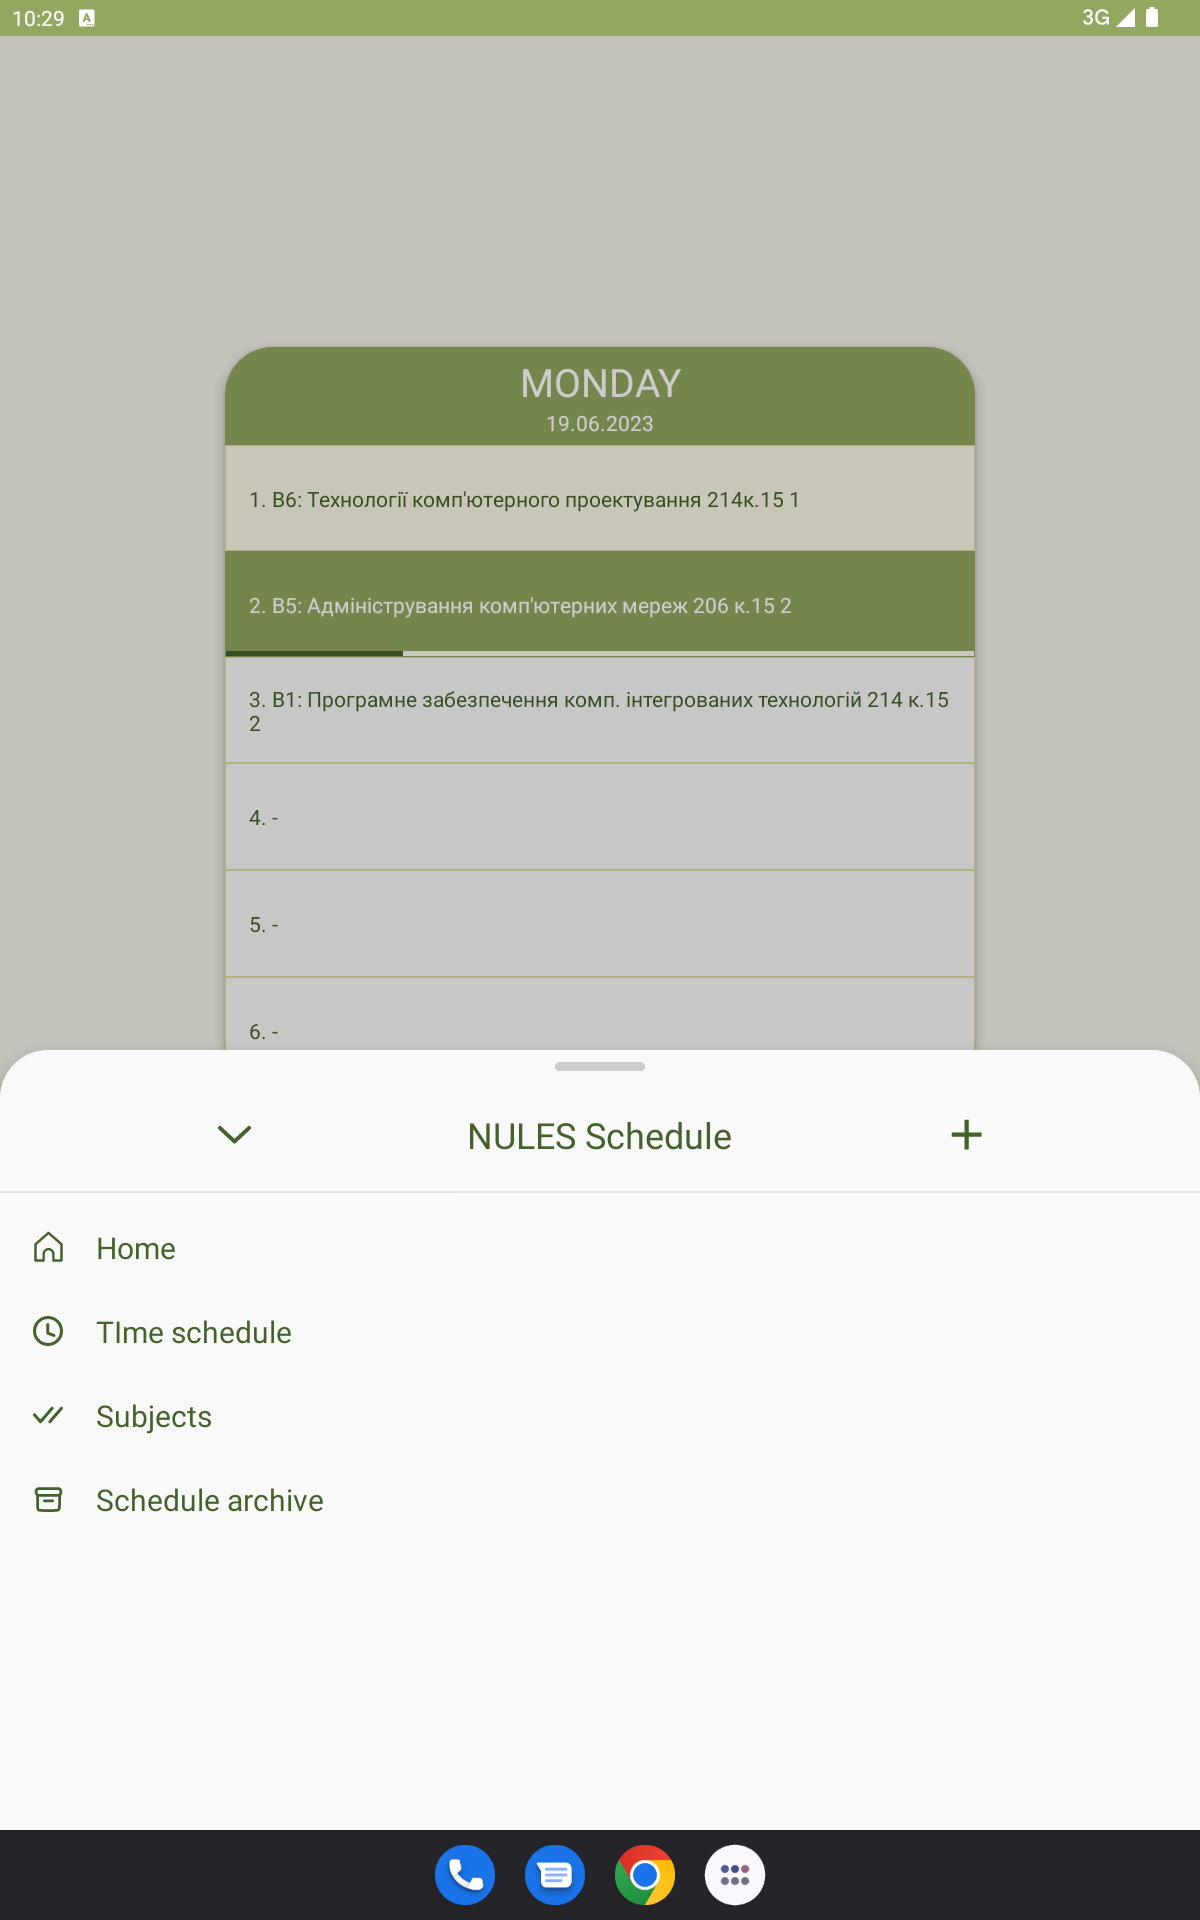 10:29
3G
MONDAY
19.06.2023
1. В6: Технології комп'ютерного проектування 214к.15 1
2. В5: Адміністрування комп'ютерних мереж 206 к.15 2
3. В1: Програмне забезпечення комп. інтегрованих технологій 214 к.15
2
4. -
5. -
6. -
NULES Schedule
Home
TIme schedule
Subjects
Schedule archive